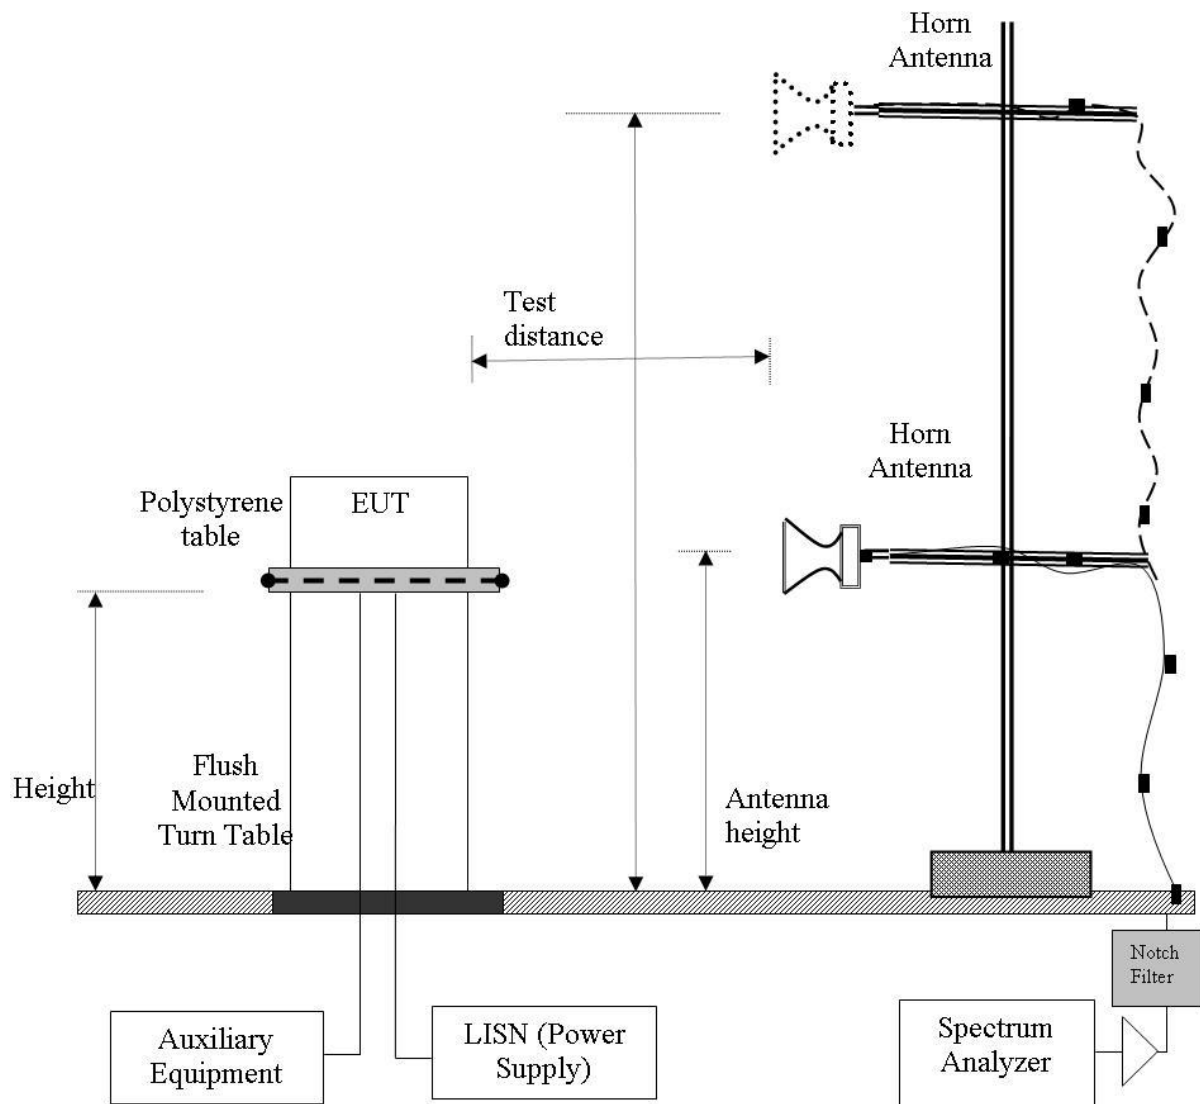 Horn
Antenna
Test
distance
Horn
Antenna
Polystyrene
table
EUT
Height
Flush
Mounted
Turn Table
Antenna
height
Notch
Filter
Auxiliary
Equipment
LISN (Power
Supply)
Spectrum
Analyzer